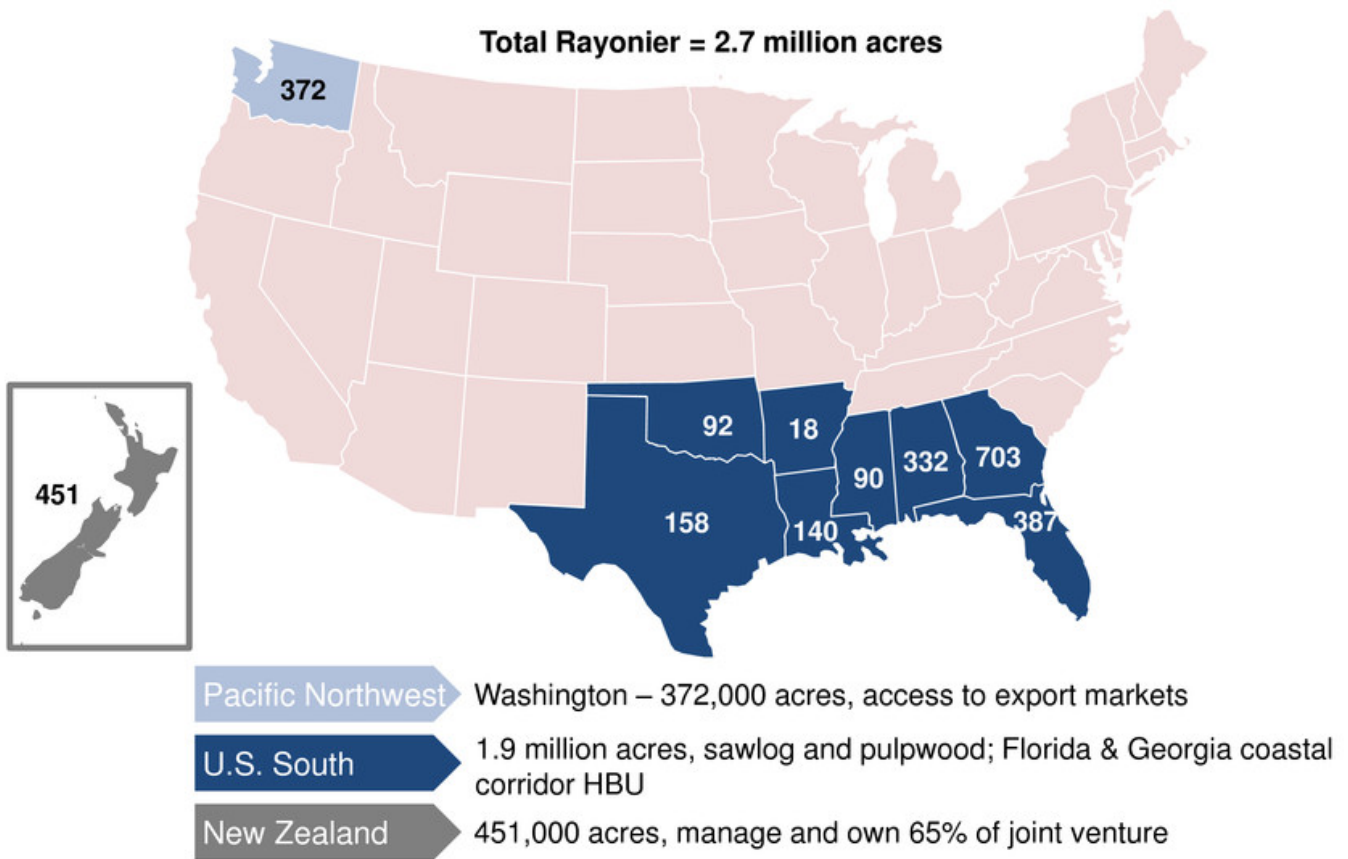 Total Rayonier = 2.7 million acres
372
92
18
90
332
703
451
158
140
387
Pacific Northwest
Washington – 372,000 acres, access to export markets
U.S. South
1.9 million acres, sawlog and pulpwood; Florida & Georgia coastal
corridor HBU
New Zealand
451,000 acres, manage and own 65% of joint venture